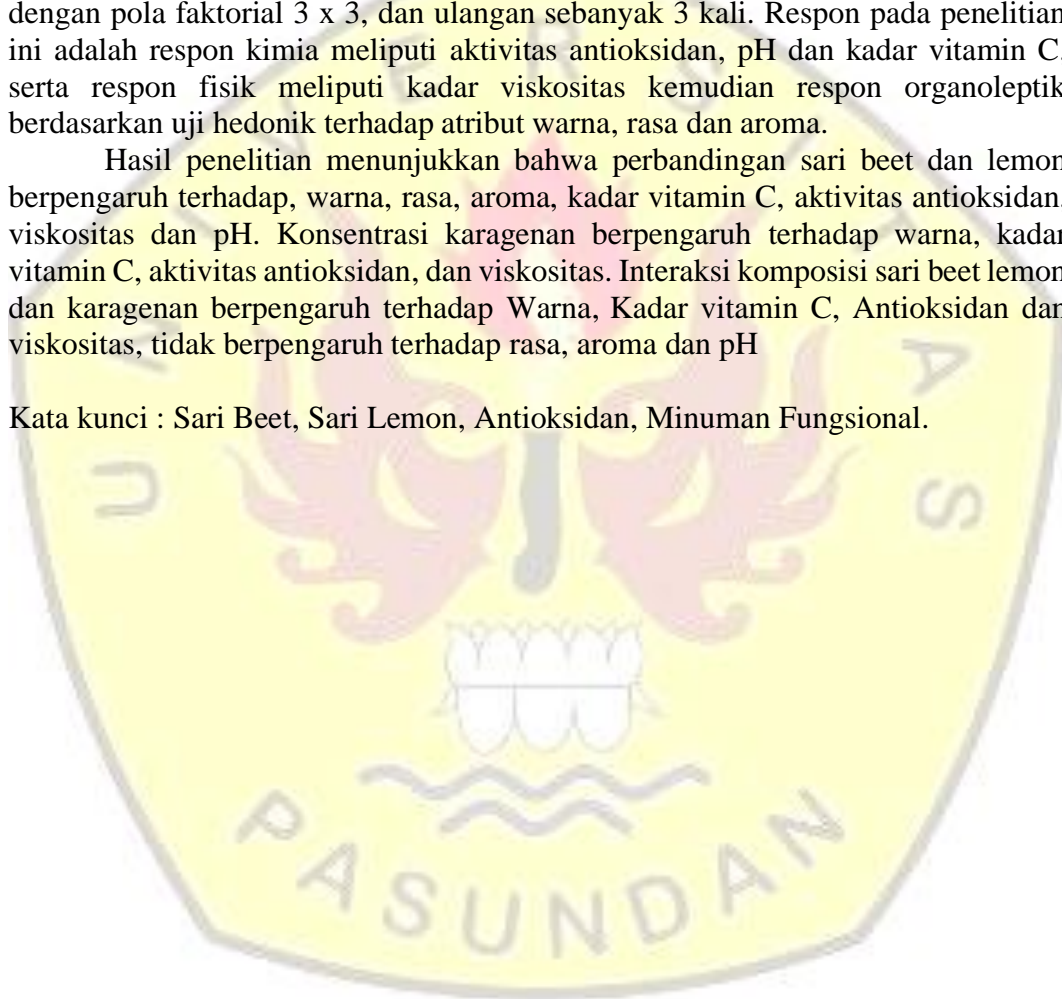 dengan pola faktorial 3 x 3, dan ulangan sebanyak 3 kali. Respon pada penelitian
ini adalah respon kimia meliputi aktivitas antioksidan, pH dan kadar vitamin C,
serta respon fisik meliputi kadar viskositas kemudian respon organoleptik
berdasarkan uji hedonik terhadap atribut warna, rasa dan aroma.
Hasil penelitian menunjukkan bahwa perbandingan sari beet dan lemon
berpengaruh terhadap, warna, rasa, aroma, kadar vitamin C, aktivitas antioksidan,
viskositas dan pH. Konsentrasi karagenan berpengaruh terhadap warna, kadar
vitamin C, aktivitas antioksidan, dan viskositas. Interaksi komposisi sari beet lemon
dan karagenan berpengaruh terhadap Warna, Kadar vitamin C, Antioksidan dan
viskositas, tidak berpengaruh terhadap rasa, aroma dan pH
Kata kunci : Sari Beet, Sari Lemon, Antioksidan, Minuman Fungsional.
UNIVERSITAS
PASUNDAN